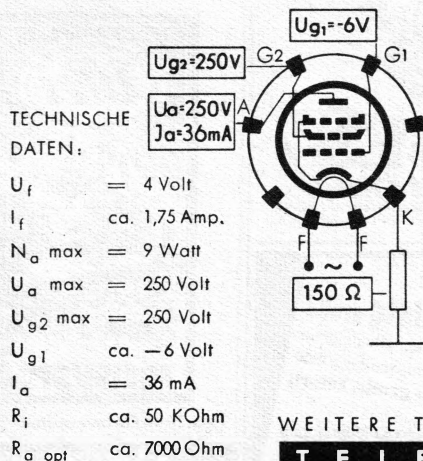 Ug1=-6V
G2
G1
Ug2=250V
Ua=250V
Ja=36mA
A
K
F
F
~
150 Ω
TECHNISCHE
DATEN:
Uf = 4 Volt
If ca. 1,75 Amp.
Na max = 9 Watt
Ua max = 250 Volt
Ug2 max = 250 Volt
Ug1 ca. —6 Volt
Ia = 36 mA
Ri ca. 50 KOhm
Ra opt ca. 7000 Ohm
WEITERE T